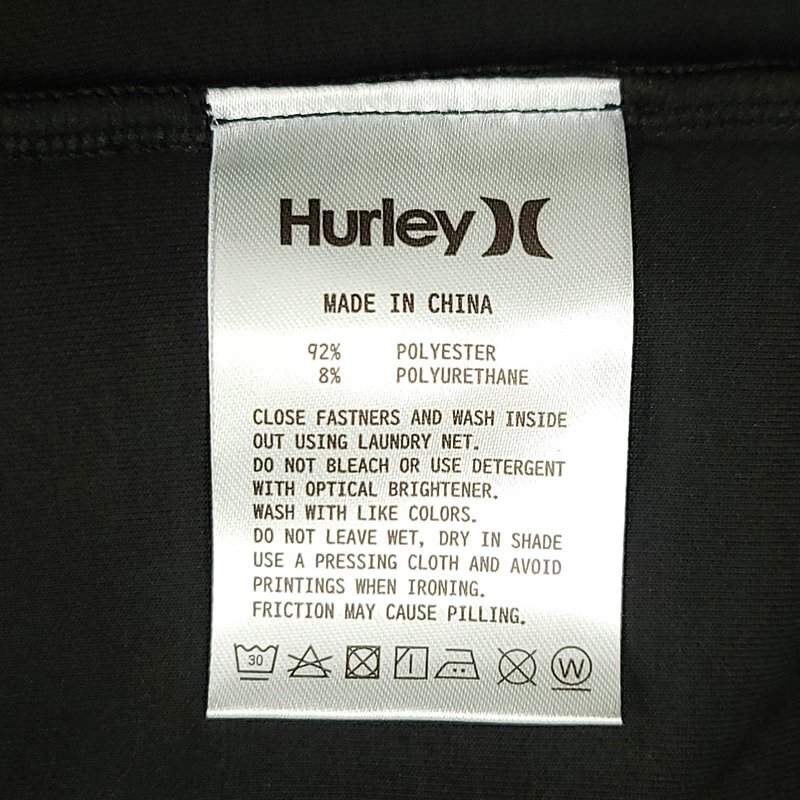 Hurley
MADE IN CHINA
92% POLYESTER
8% POLYURETHANE
CLOSE FASTNERS AND WASH INSIDE
OUT USING LAUNDRY NET.
DO NOT BLEACH OR USE DETERGENT
WITH OPTICAL BRIGHTENER.
WASH WITH LIKE COLORS.
DO NOT LEAVE WET, DRY IN SHADE
USE A PRESSING CLOTH AND AVOID
PRINTINGS WHEN IRONING.
FRICTION MAY CAUSE PILLING.
30 W